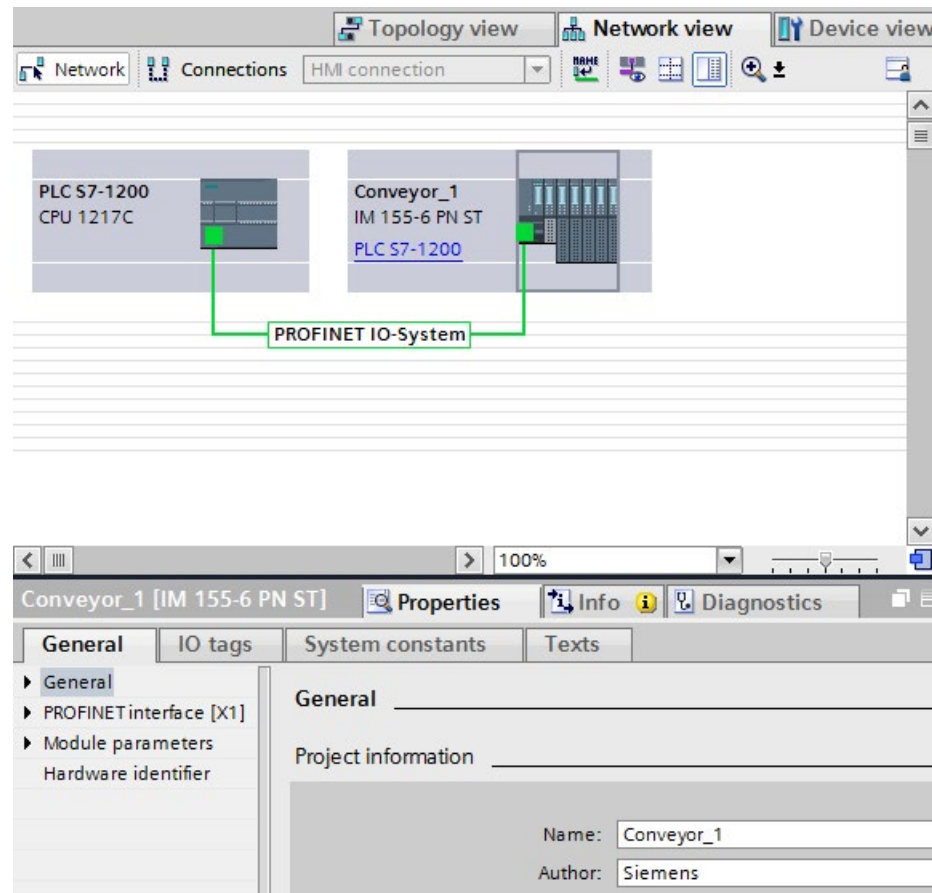 Topology view Network view Device view
Network Connections HMI connection NAME
PLC S7-1200
CPU 1217C
Conveyor_1
IM 155-6 PN ST
PLC S7-1200
PROFINET IO-System
100%
Conveyor_1 [IM 155-6 PN ST] Properties Info Diagnostics
General IO tags System constants Texts
General
PROFINET interface [X1]
Module parameters
Hardware identifier
General
Project information
Name: Conveyor_1
Author: Siemens